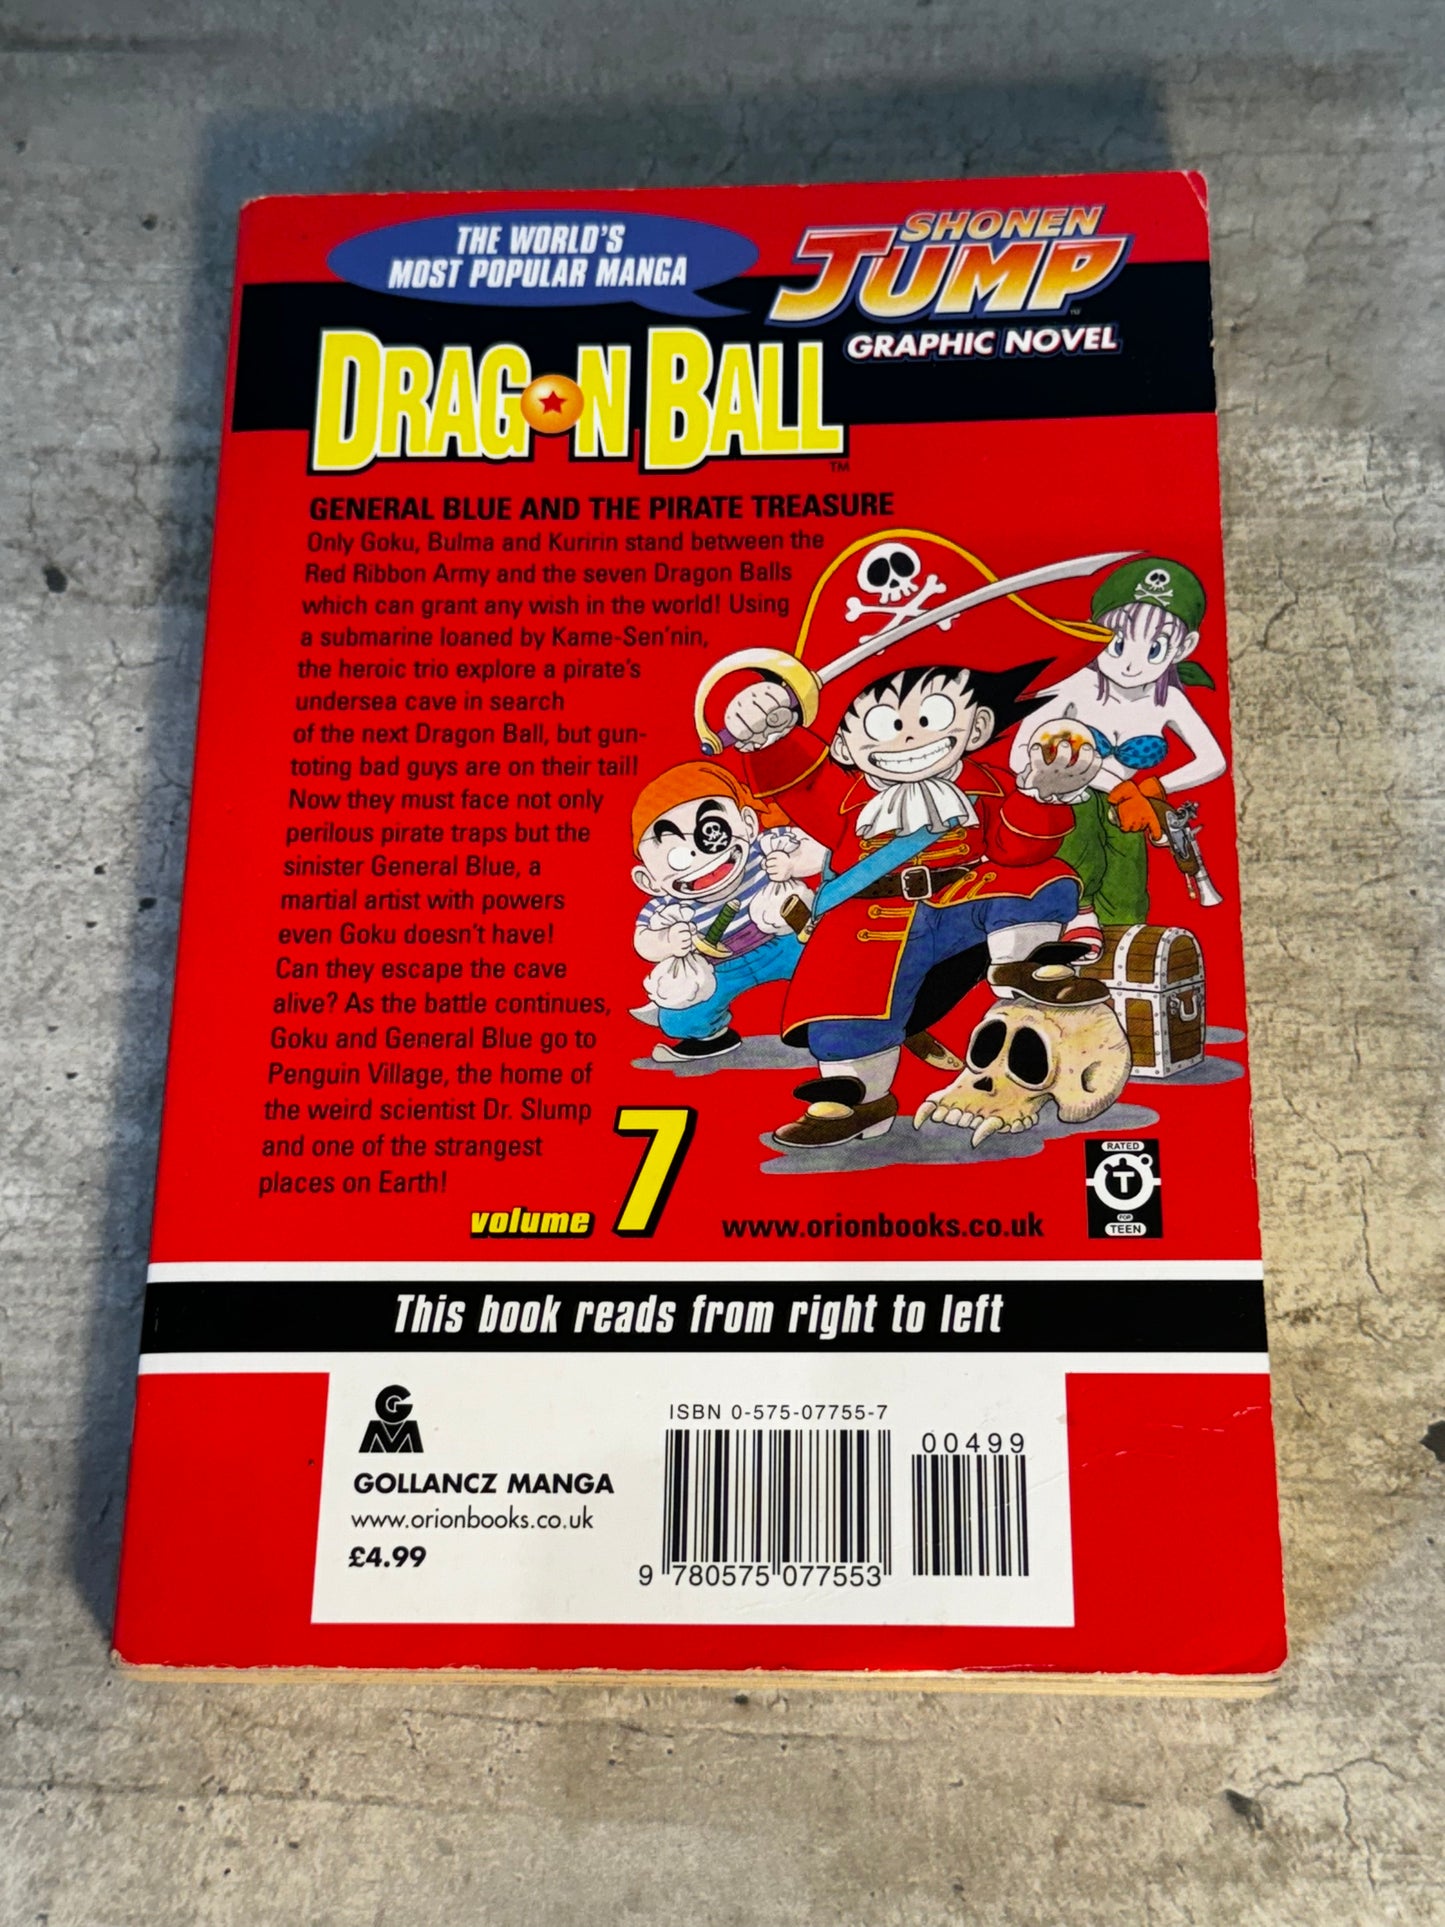 THE WORLD'S
MOST POPULAR MANGA
SHONEN
JUMP
GRAPHIC NOVEL
DRAGON BALL™
GENERAL BLUE AND THE PIRATE TREASURE
Only Goku, Bulma and Kuririn stand between the
Red Ribbon Army and the seven Dragon Balls
which can grant any wish in the world! Using
a submarine loaned by Kame-Sen'nin,
the heroic trio explore a pirate's
undersea cave in search
of the next Dragon Ball, but gun-
toting bad guys are on their tail!
Now they must face not only
perilous pirate traps but the
sinister General Blue, a
martial artist with powers
even Goku doesn't have!
Can they escape the cave
alive? As the battle continues,
Goku and General Blue go to
Penguin Village, the home of
the weird scientist Dr. Slump
and one of the strangest
places on Earth!
volume 7
www.orionbooks.co.uk
RATED
T
FOR
TEEN
This book reads from right to left
GM
GOLLANCZ MANGA
www.orionbooks.co.uk
£4.99
ISBN 0-575-07755-7
00499
9 780575 077553